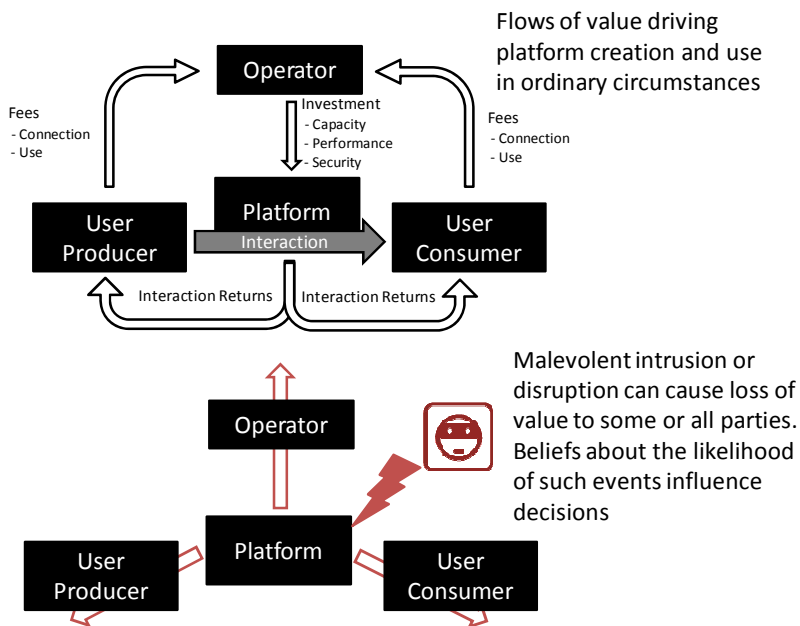 Flows of value driving
platform creation and use
in ordinary circumstances
Operator
Fees
- Connection
- Use
Investment
- Capacity
- Performance
- Security
Fees
- Connection
- Use
User
Producer
Platform
Interaction
User
Consumer
Interaction Returns
Interaction Returns
Malevolent intrusion or
disruption can cause loss of
value to some or all parties.
Beliefs about the likelihood
of such events influence
decisions
Operator
Platform
User
Producer
User
Consumer